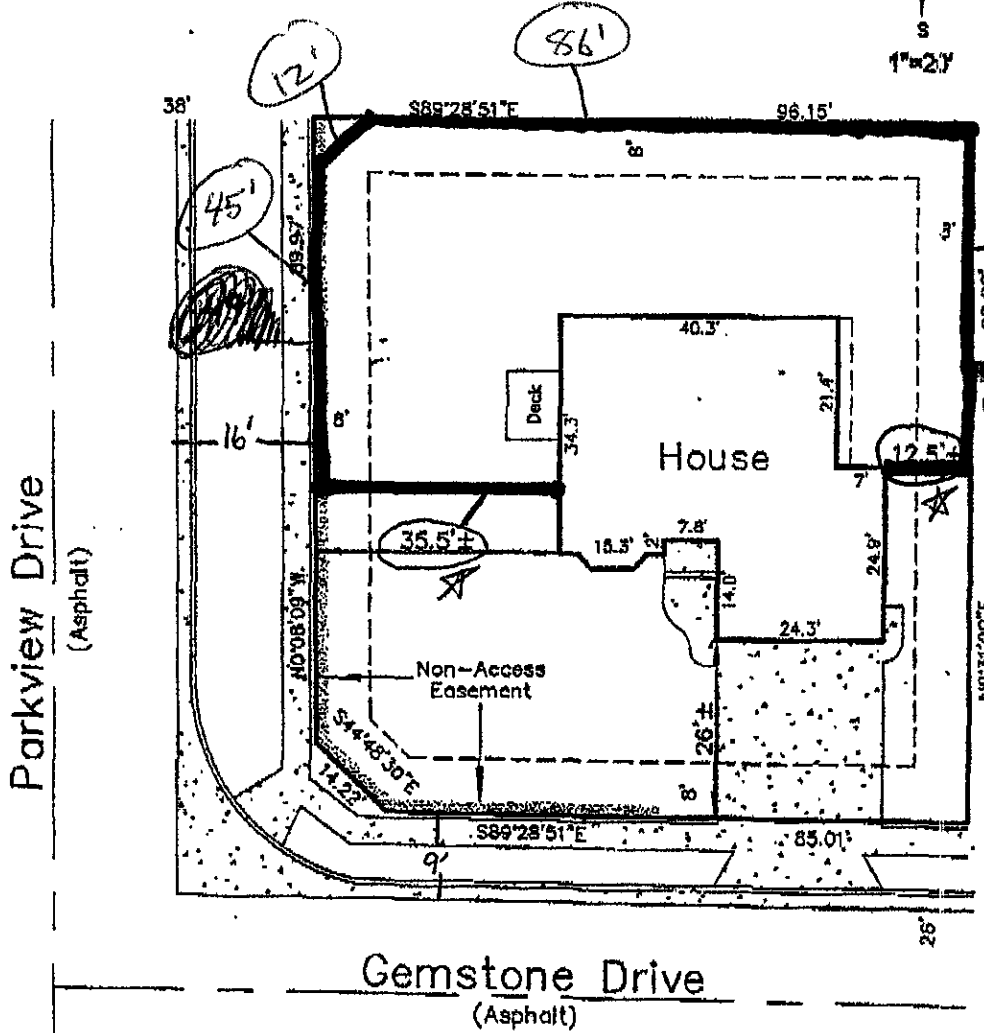 S
86'
12'
38'
S89°28'51"E
96.15'
8'
45'
89.97'
40.3'
21.4'
Deck
34.3'
8'
16'
House
12.5'±
7'
35.5'±
15.3'
2'
7.8'
14.0'
24.9'
24.3'
Parkview Drive
(Asphalt)
N0°08'09"W
Non-Access
Easement
S44°48'30"E
14.22'
26'±
8'
S89°28'51"E
85.01'
9'
26'
Gemstone Drive
(Asphalt)